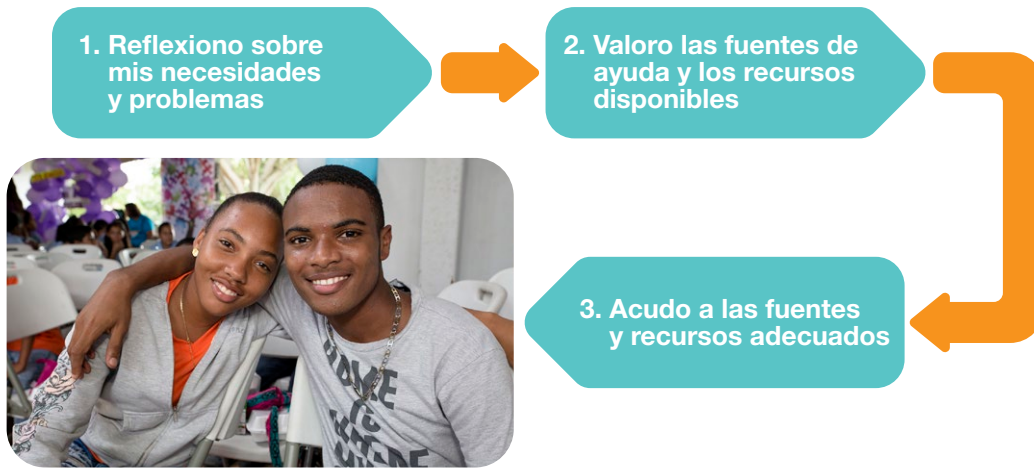 1. Reflexiono sobre
mis necesidades
y problemas
2. Valoro las fuentes de
ayuda y los recursos
disponibles
3. Acudo a las fuentes
y recursos adecuados